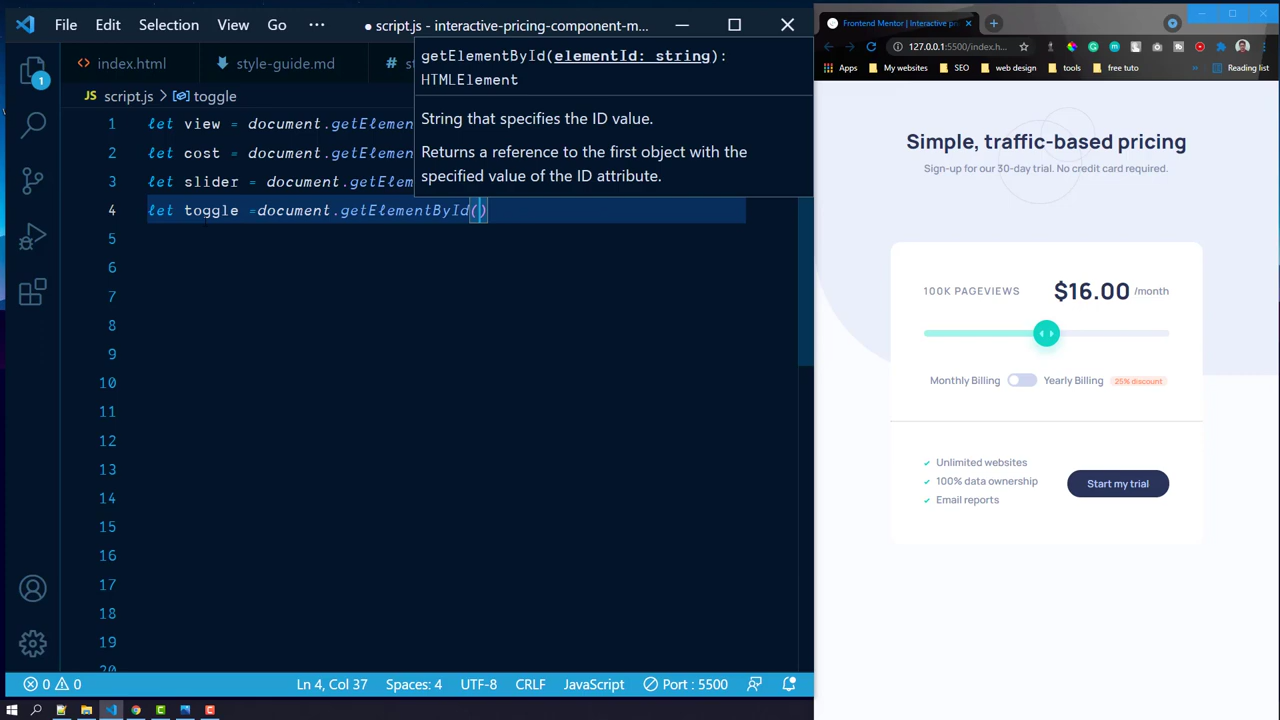 File Edit Selection View Go ··· ● script.js - interactive-pricing-component-m...
index.html style-guide.md
JS script.js > toggle
1 let view = document.getElemen
2 let cost = document.getElemen
3 let slider = document.getElem
4 let toggle =document.getElementById()
5
6
7
8
9
10
11
12
13
14
15
16
17
18
19
20
getElementById(elementId: string):
HTMLElement
String that specifies the ID value.
Returns a reference to the first object with the
specified value of the ID attribute.
1
0 0 Ln 4, Col 37 Spaces: 4 UTF-8 CRLF JavaScript Port : 5500
Frontend Mentor | Interactive pr
127.0.0.1:5500/index.h...
Apps My websites SEO web design tools free tuto » Reading list
Simple, traffic-based pricing
Sign-up for our 30-day trial. No credit card required.
100K PAGEVIEWS $16.00 /month
Monthly Billing Yearly Billing 25% discount
Unlimited websites
100% data ownership
Email reports
Start my trial